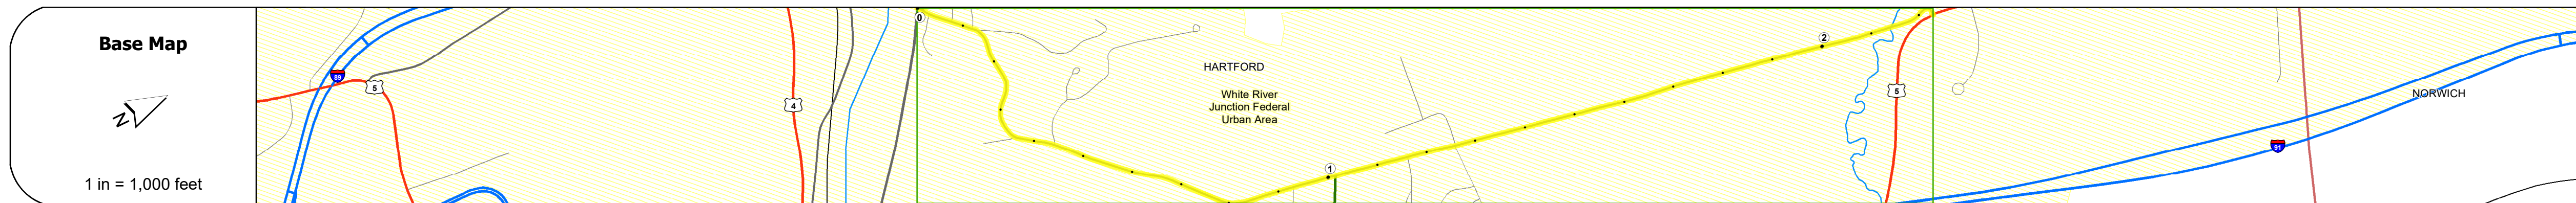 Base Map
N
1 in = 1,000 feet
89
5
4
0
HARTFORD
White River
Junction Federal
Urban Area
1
2
5
91
NORWICH